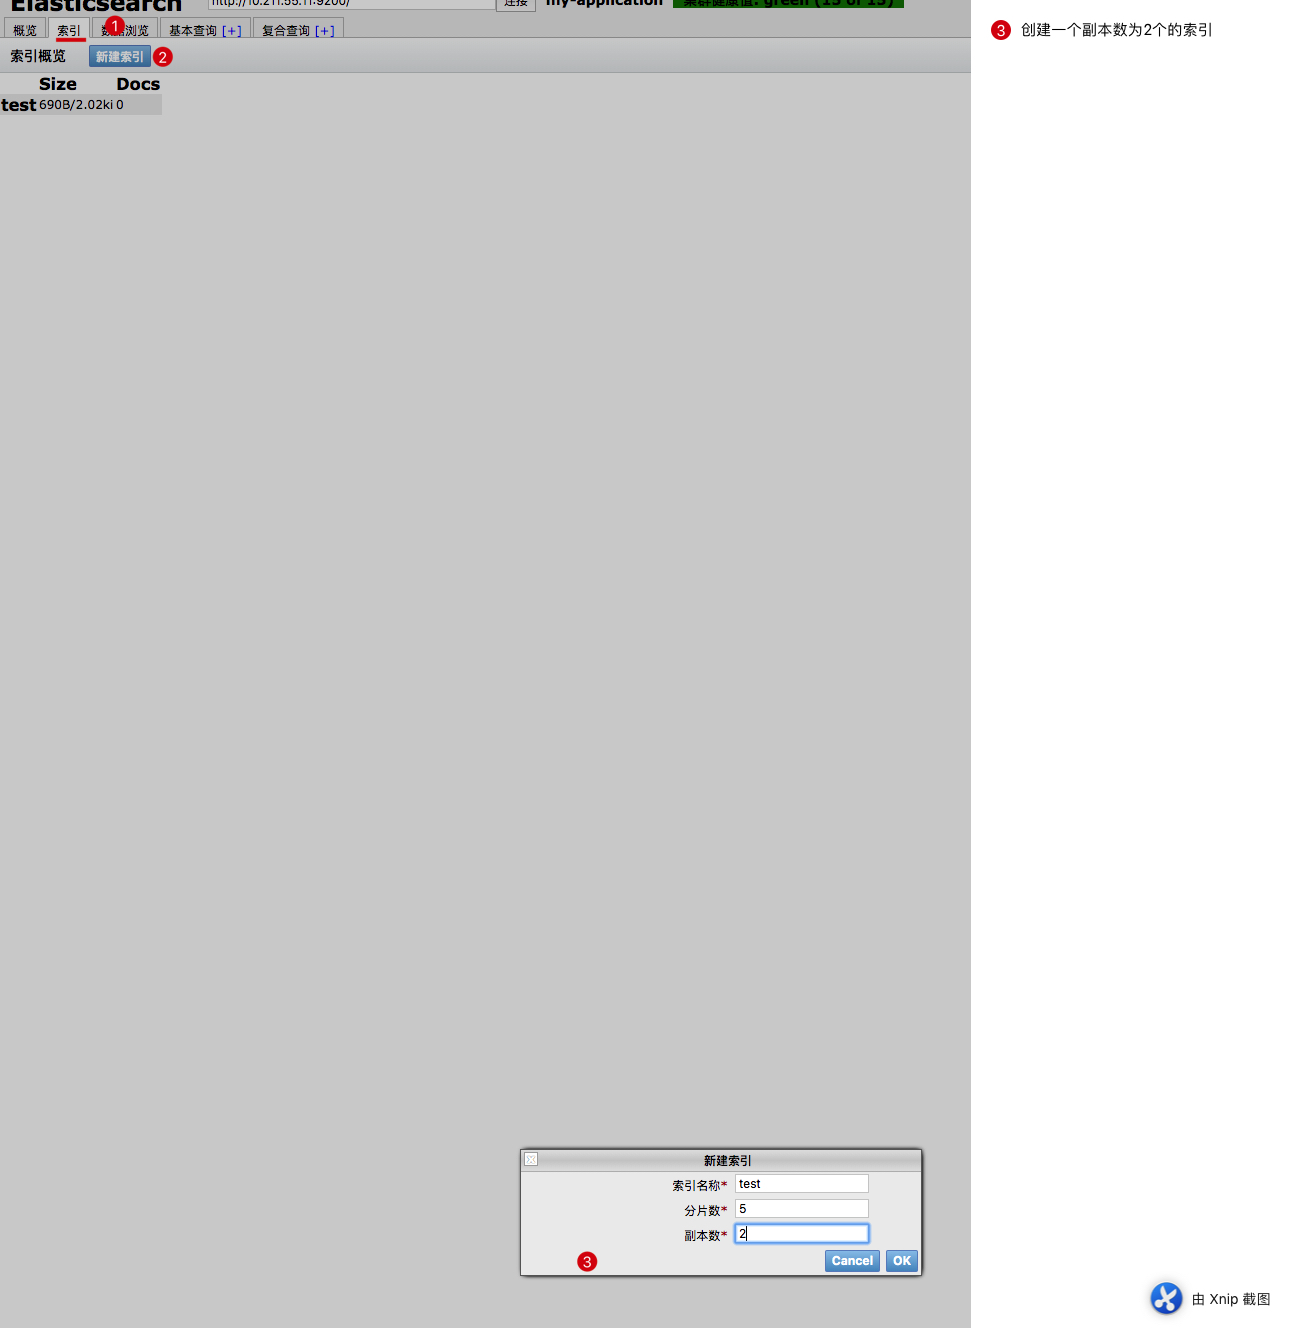 Elasticsearch
http://10.211.55.11:9200/
连接
my-application
集群健康值: green (15 of 15)
概览
索引
1
数据浏览
基本查询 [+]
复合查询 [+]
索引概览
新建索引
2
Size Docs
test 690B/2.02ki 0
3 创建一个副本数为2个的索引
新建索引
索引名称* test
分片数* 5
副本数* 2
3
Cancel OK
由 Xnip 截图